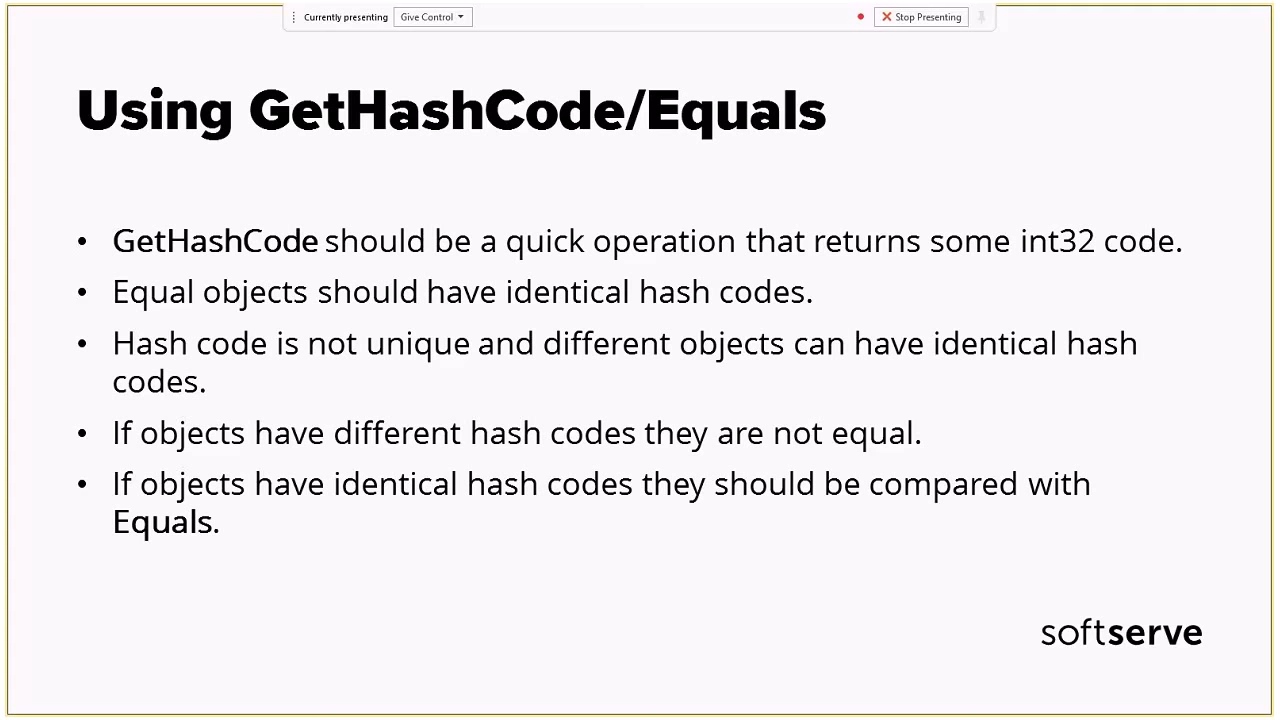 Currently presenting Give Control Stop Presenting
Using GetHashCode/Equals
• GetHashCode should be a quick operation that returns some int32 code.
• Equal objects should have identical hash codes.
• Hash code is not unique and different objects can have identical hash
codes.
• If objects have different hash codes they are not equal.
• If objects have identical hash codes they should be compared with
Equals.
softserve